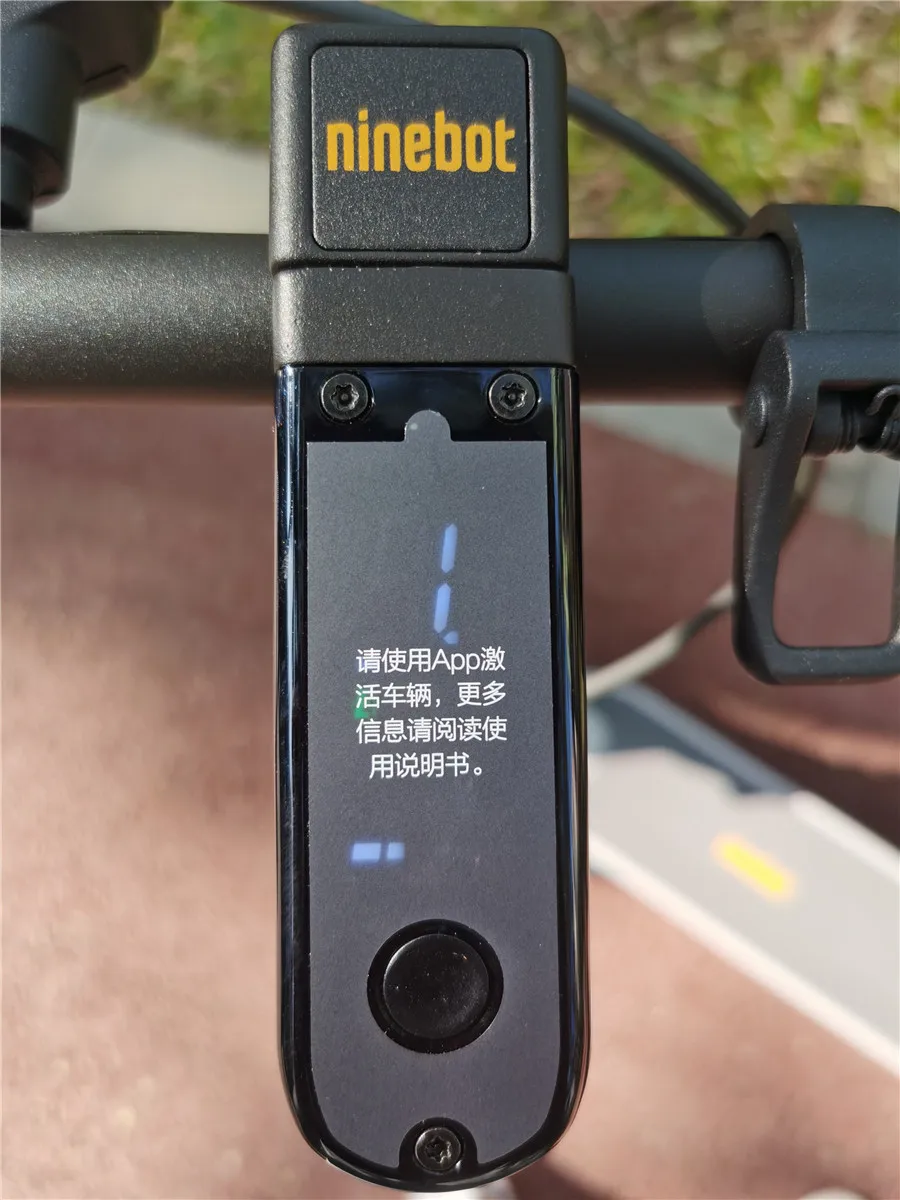 ninebot
1.
请使用App激
活车辆，更多
信息请阅读使
用说明书。